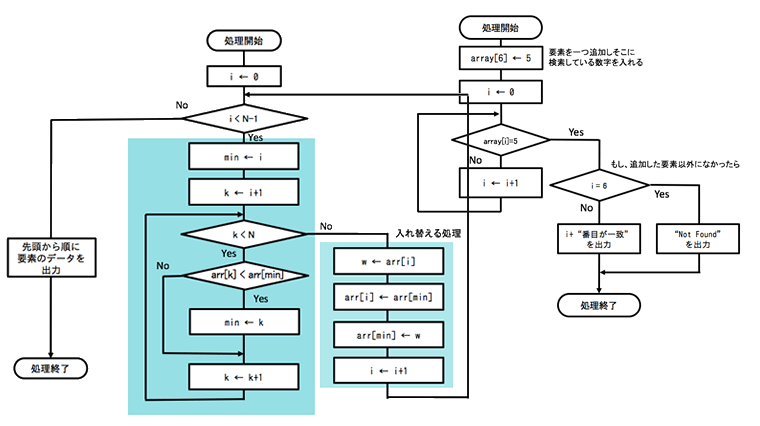 処理開始
i ← 0
i<N-1
No
Yes
min ← i
k ← i+1
k<N
No
Yes
arr[k]<arr[min]
No
Yes
min ← k
k ← k+1
先頭から順に
要素のデータを
出力
処理終了
入れ替える処理
w ← arr[i]
arr[i] ← arr[min]
arr[min] ← w
i ← i+1
処理開始
array[6] ← 5
要素を一つ追加しそこに
検索している数字を入れる
i ← 0
array[i]=5
Yes
No
i ← i+1
もし、追加した要素以外になかったら
i = 6
No
Yes
i+ “番目が一致”
を出力
“Not Found”
を出力
処理終了